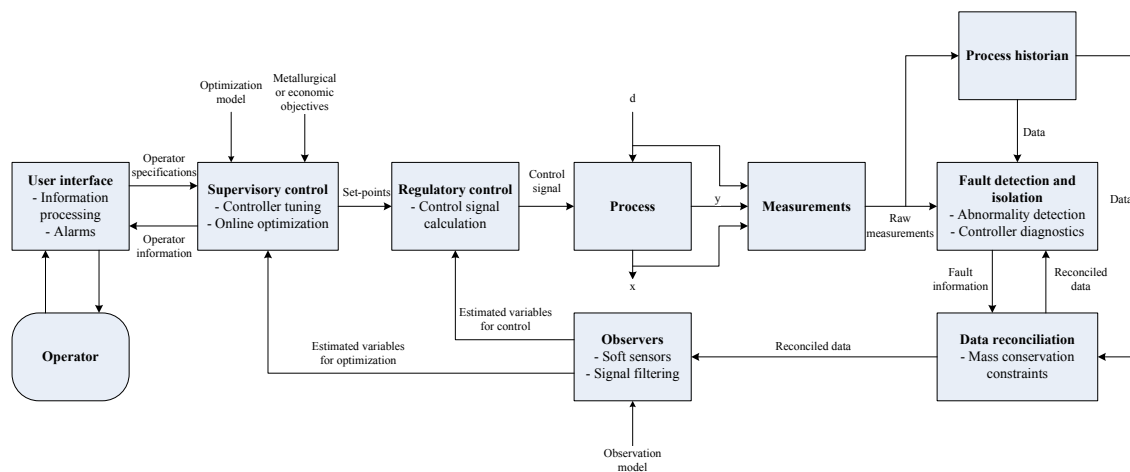 Process historian
Optimization
model
Metallurgical
or economic
objectives
d
Data
User interface
- Information
processing
- Alarms
Operator
specifications
Operator
information
Supervisory control
- Controller tuning
- Online optimization
Set-points
Regulatory control
- Control signal
calculation
Control
signal
Process
y
x
Measurements
Raw
measurements
Fault detection and
isolation
- Abnormality detection
- Controller diagnostics
Data
Fault
information
Reconciled
data
Operator
Estimated variables
for optimization
Estimated variables
for control
Observers
- Soft sensors
- Signal filtering
Reconciled data
Data reconciliation
- Mass conservation
constraints
Observation
model